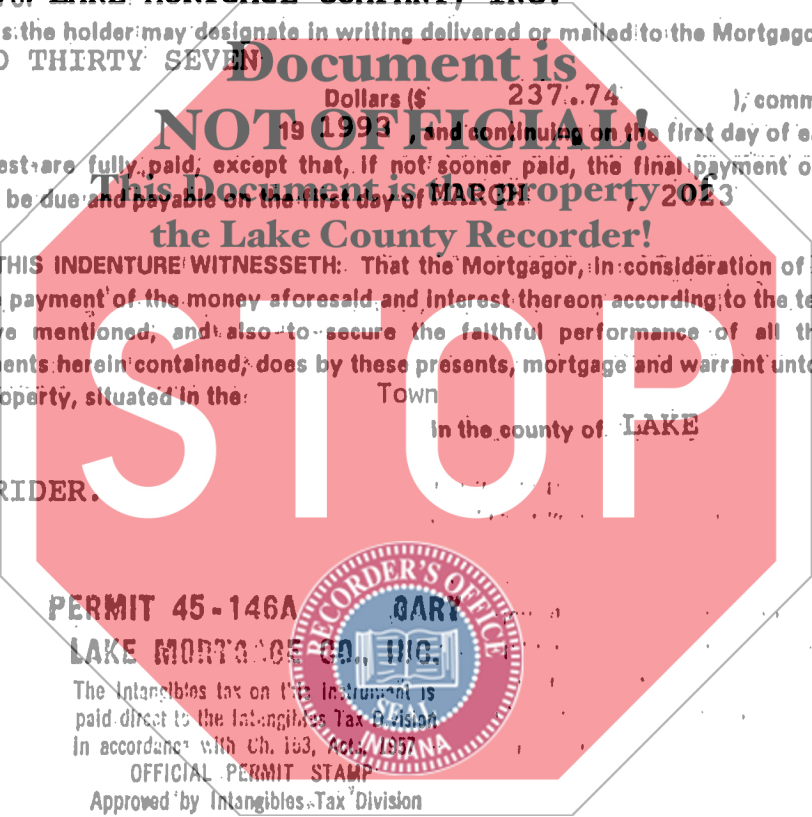 LAKE MORTGAGE COMPANY, INC.
s the holder may designate in writing delivered or mailed to the Mortgago
D THIRTY SEVEN
Document is
Dollars ($ 237.74 ), comm
NOT OFFICIAL!
19 1993 , and continuing on the first day of e
est are fully paid, except that, if not sooner paid, the final payment o
This Document is the property of
be due and payable on the first day of MARCH , 2023
the Lake County Recorder!
THIS INDENTURE WITNESSETH: That the Mortgagor, in consideration of
payment of the money aforesaid and interest thereon according to the te
ve mentioned, and also to secure the faithful performance of all th
ents herein contained, does by these presents, mortgage and warrant unto
operty, situated in the Town
in the county of LAKE
STOP
RIDER.
PERMIT 45-146A GARY
LAKE MORTGAGE CO., INC.
The Intangibles tax on this instrument is
paid direct to the Intangibles Tax Division
in accordance with Ch. 153, Acts, 1957
OFFICIAL PERMIT STAMP
Approved by Intangibles Tax Division
RECORDER'S OFFICE
SEAL
INDIANA